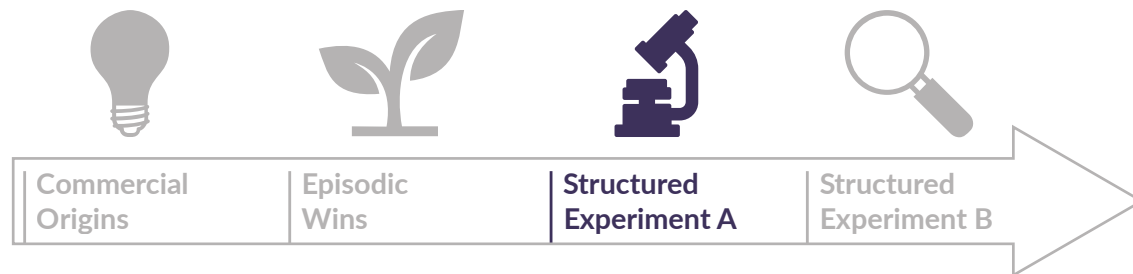 Commercial
Origins
Episodic
Wins
Structured
Experiment A
Structured
Experiment B